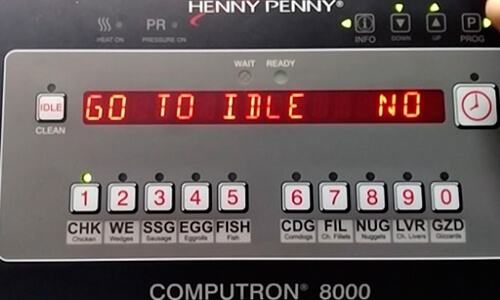 HENNY PENNY®
HEAT ON PR PRESSURE ON INFO DOWN UP P PROG
WAIT READY
IDLE GO TO IDLE NO
CLEAN
1 2 3 4 5 6 7 8 9 0
CHK WE SSG EGG FISH CDG FIL NUG LVR GZD
Chicken Wedges Sausage Eggrolls Fish Corndogs Ch. Fillets Nuggets Ch. Livers Gizzards
COMPUTRON® 8000